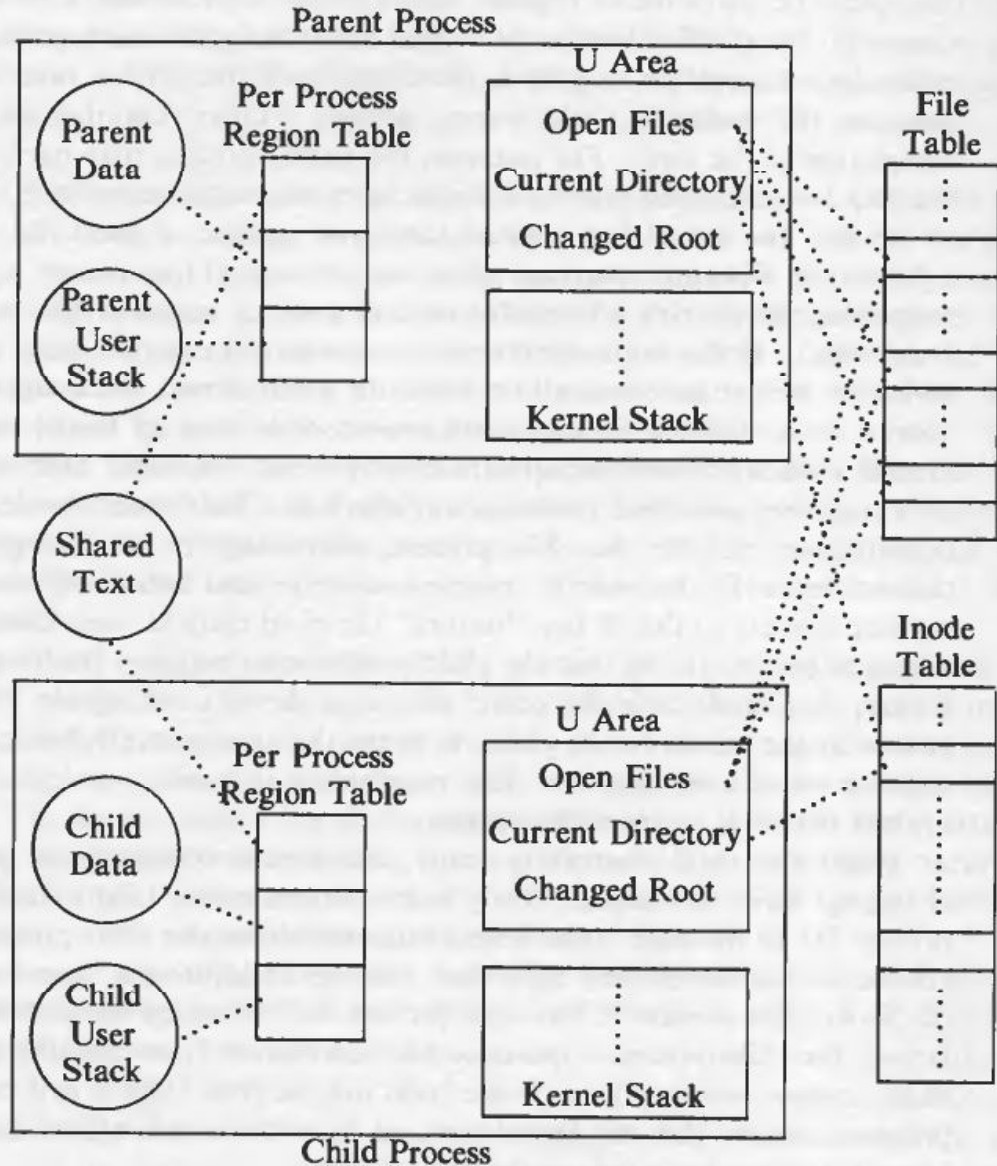 Parent Process
U Area
Per Process
Region Table
Parent
Data
Open Files
Current Directory
Changed Root
File
Table
Parent
User
Stack
Kernel Stack
Shared
Text
Inode
Table
U Area
Per Process
Region Table
Child
Data
Open Files
Current Directory
Changed Root
Child
User
Stack
Kernel Stack
Child Process